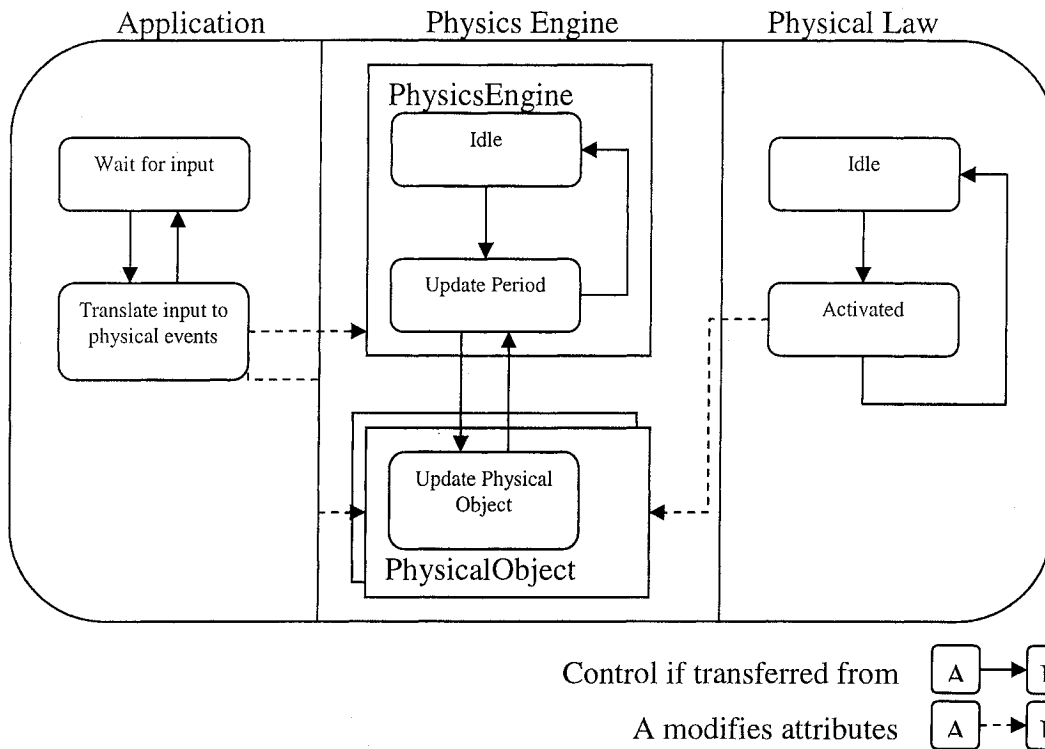 Application
Physics Engine
Physical Law
PhysicsEngine
Idle
Wait for input
Idle
Update Period
Translate input to
physical events
Activated
Update Physical
Object
PhysicalObject
Control if transferred from
A
A modifies attributes
A